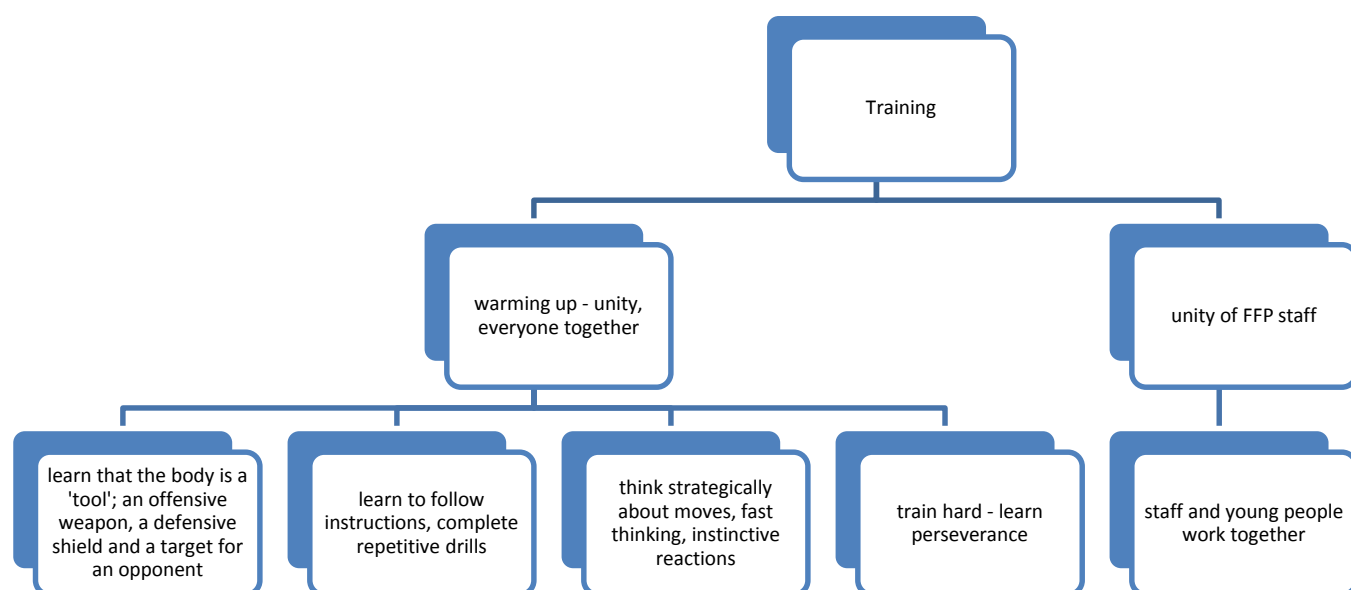 Training
warming up - unity,
everyone together
unity of FFP staff
learn that the body is a
'tool'; an offensive
weapon, a defensive
shield and a target for
an opponent
learn to follow
instructions, complete
repetitive drills
think strategically
about moves, fast
thinking, instinctive
reactions
train hard - learn
perseverance
staff and young people
work together